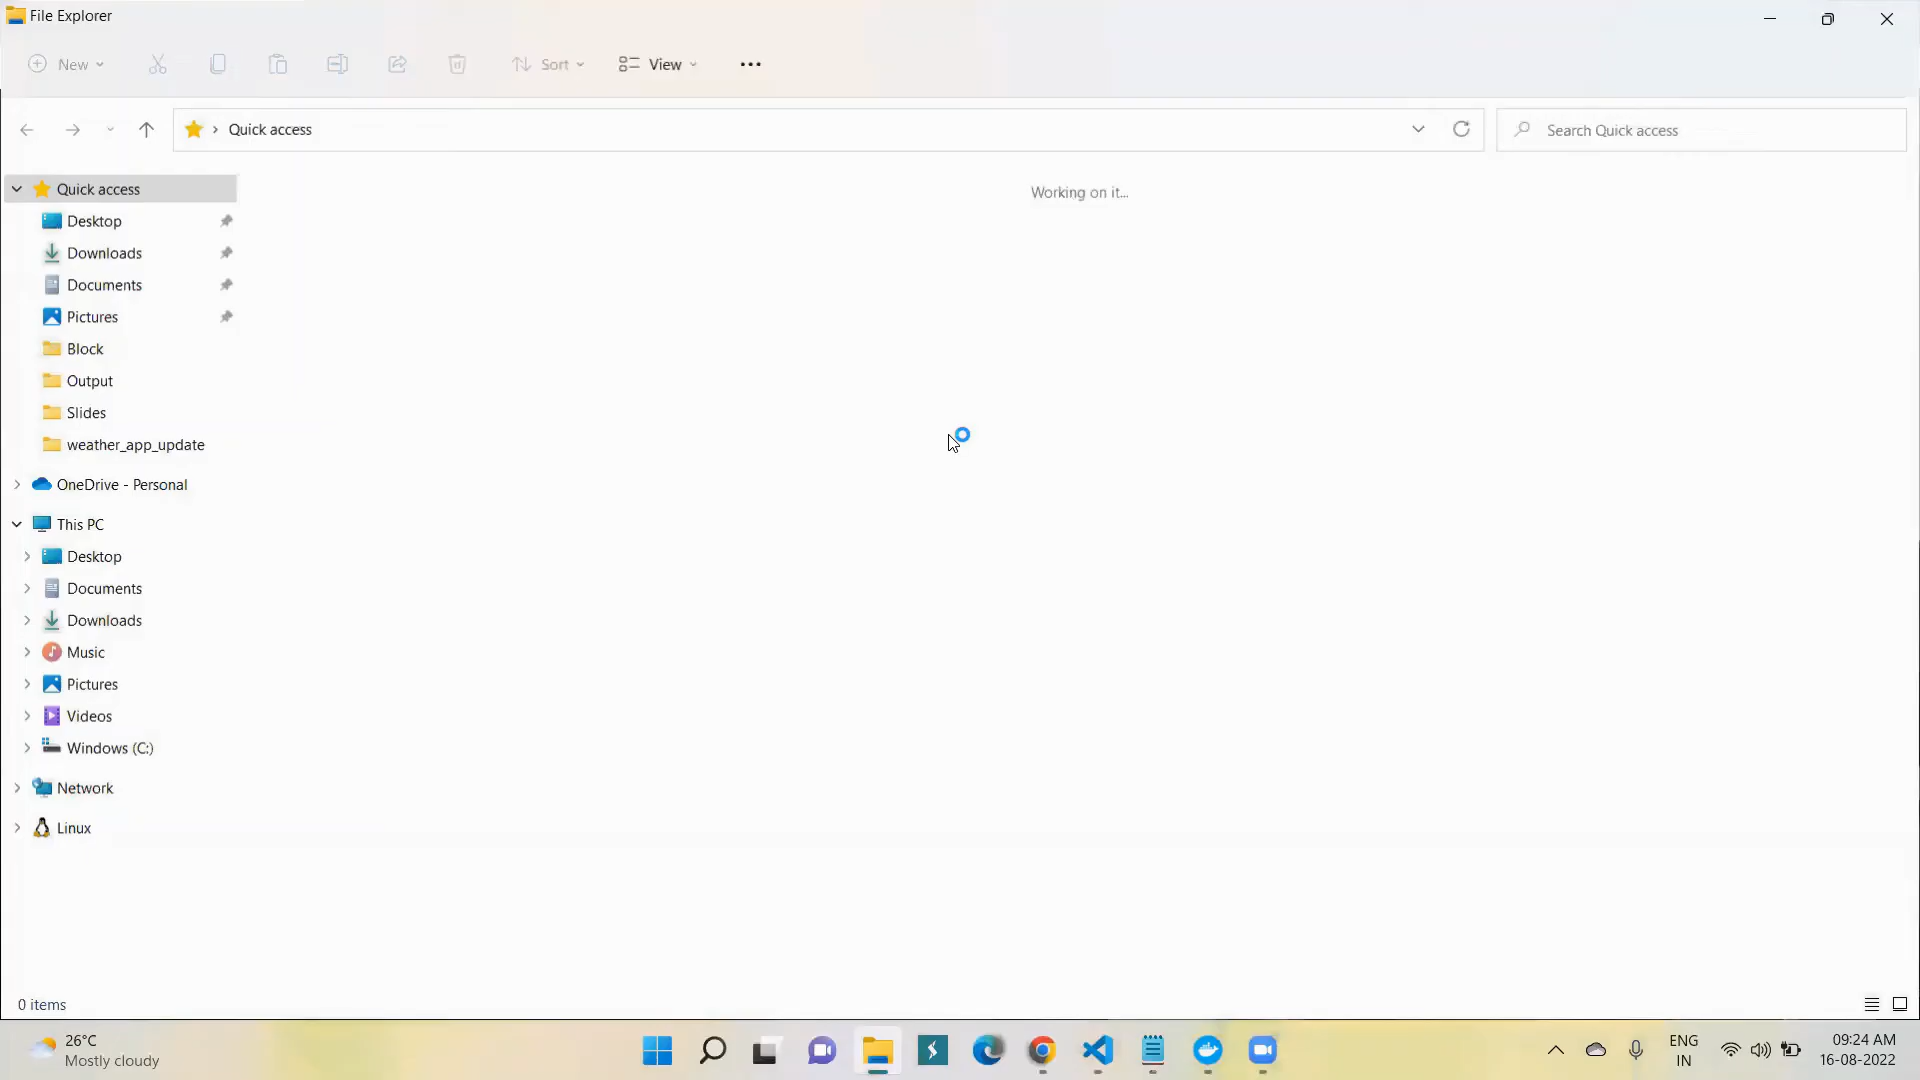 File Explorer
New
Sort
View
Quick access
Search Quick access
Quick access
Working on it...
Desktop
Downloads
Documents
Pictures
Block
Output
Slides
weather_app_update
OneDrive - Personal
This PC
Desktop
Documents
Downloads
Music
Pictures
Videos
Windows (C:)
Network
Linux
0 items
26°C
Mostly cloudy
ENG
IN
09:24 AM
16-08-2022